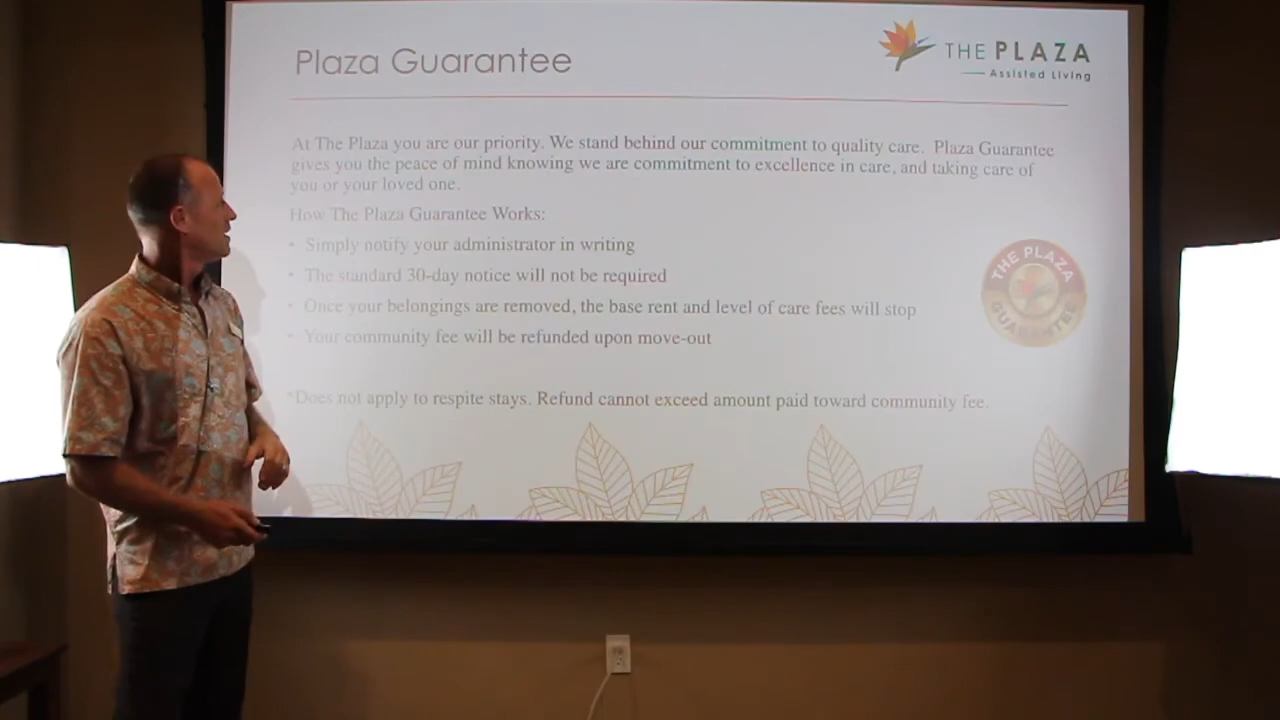 Plaza Guarantee
THE PLAZA
Assisted Living
At The Plaza you are our priority. We stand behind our commitment to quality care. Plaza Guarantee
gives you the peace of mind knowing we are commitment to excellence in care, and taking care of
you or your loved one.
How The Plaza Guarantee Works:
• Simply notify your administrator in writing
• The standard 30-day notice will not be required
• Once your belongings are removed, the base rent and level of care fees will stop
• Your community fee will be refunded upon move-out
THE PLAZA
GUARANTEE
*Does not apply to respite stays. Refund cannot exceed amount paid toward community fee.